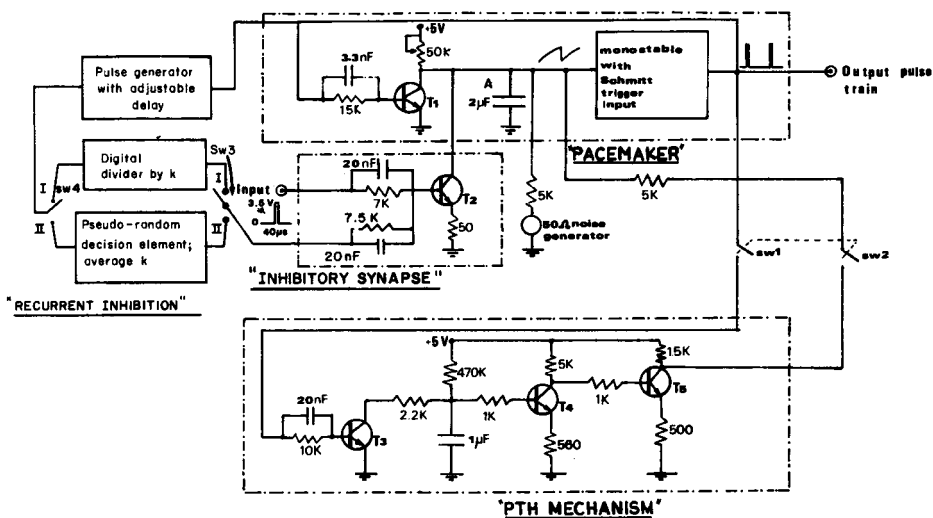 Pulse generator
with adjustable
delay
+5V
50K
3.3nF
15K
T1
A
2µF
monostable
with
Schmitt
trigger
input
Output pulse
train
"PACEMAKER"
Digital
divider by k
I
sw4
II
Pseudo-random
decision element;
average k
Sw3
I
II
"RECURRENT INHIBITION"
Input
3.5V
0
40µs
20nF
7K
7.5K
20nF
T2
50
"INHIBITORY SYNAPSE"
5K
50Ω noise
generator
5K
sw1
sw2
+5V
470K
5K
1.5K
20nF
10K
T3
2.2K
1µF
1K
T4
560
1K
T5
500
"PTH MECHANISM"